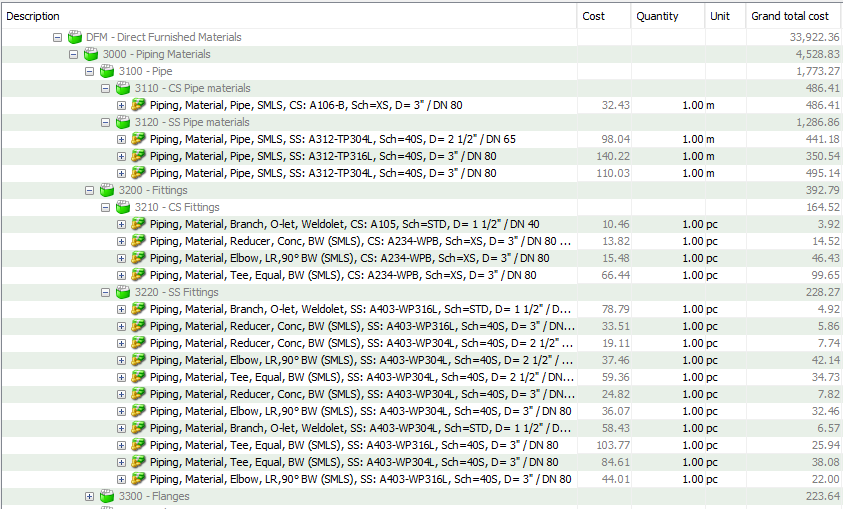 Description Cost Quantity Unit Grand total cost
DFM - Direct Furnished Materials 33,922.36
3000 - Piping Materials 4,528.83
3100 - Pipe 1,773.27
3110 - CS Pipe materials 486.41
Piping, Material, Pipe, SMLS, CS: A106-B, Sch=XS, D= 3" / DN 80 32.43 1.00 m 486.41
3120 - SS Pipe materials 1,286.86
Piping, Material, Pipe, SMLS, SS: A312-TP304L, Sch=40S, D= 2 1/2" / DN 65 98.04 1.00 m 441.18
Piping, Material, Pipe, SMLS, SS: A312-TP316L, Sch=40S, D= 3" / DN 80 140.22 1.00 m 350.54
Piping, Material, Pipe, SMLS, SS: A312-TP304L, Sch=40S, D= 3" / DN 80 110.03 1.00 m 495.14
3200 - Fittings 392.79
3210 - CS Fittings 164.52
Piping, Material, Branch, O-let, Weldolet, CS: A105, Sch=STD, D= 1 1/2" / DN 40 10.46 1.00 pc 3.92
Piping, Material, Reducer, Conc, BW (SMLS), CS: A234-WPB, Sch=XS, D= 3" / DN 80 ... 13.82 1.00 pc 14.52
Piping, Material, Elbow, LR,90° BW (SMLS), CS: A234-WPB, Sch=XS, D= 3" / DN 80 15.48 1.00 pc 46.43
Piping, Material, Tee, Equal, BW (SMLS), CS: A234-WPB, Sch=XS, D= 3" / DN 80 66.44 1.00 pc 99.65
3220 - SS Fittings 228.27
Piping, Material, Branch, O-let, Weldolet, SS: A403-WP316L, Sch=STD, D= 1 1/2" / D... 78.79 1.00 pc 4.92
Piping, Material, Reducer, Conc, BW (SMLS), SS: A403-WP316L, Sch=40S, D= 3" / DN... 33.51 1.00 pc 5.86
Piping, Material, Reducer, Conc, BW (SMLS), SS: A403-WP304L, Sch=40S, D= 2 1/2" ... 19.11 1.00 pc 7.74
Piping, Material, Elbow, LR,90° BW (SMLS), SS: A403-WP304L, Sch=40S, D= 2 1/2" / ... 37.46 1.00 pc 42.14
Piping, Material, Tee, Equal, BW (SMLS), SS: A403-WP304L, Sch=40S, D= 2 1/2" / DN... 59.36 1.00 pc 34.73
Piping, Material, Reducer, Conc, BW (SMLS), SS: A403-WP304L, Sch=40S, D= 3" / DN... 24.82 1.00 pc 7.82
Piping, Material, Elbow, LR,90° BW (SMLS), SS: A403-WP304L, Sch=40S, D= 3" / DN 80 36.07 1.00 pc 32.46
Piping, Material, Branch, O-let, Weldolet, SS: A403-WP304L, Sch=STD, D= 1 1/2" / D... 58.43 1.00 pc 6.57
Piping, Material, Tee, Equal, BW (SMLS), SS: A403-WP316L, Sch=40S, D= 3" / DN 80 103.77 1.00 pc 25.94
Piping, Material, Tee, Equal, BW (SMLS), SS: A403-WP304L, Sch=40S, D= 3" / DN 80 84.61 1.00 pc 38.08
Piping, Material, Elbow, LR,90° BW (SMLS), SS: A403-WP316L, Sch=40S, D= 3" / DN 80 44.01 1.00 pc 22.00
3300 - Flanges 223.64